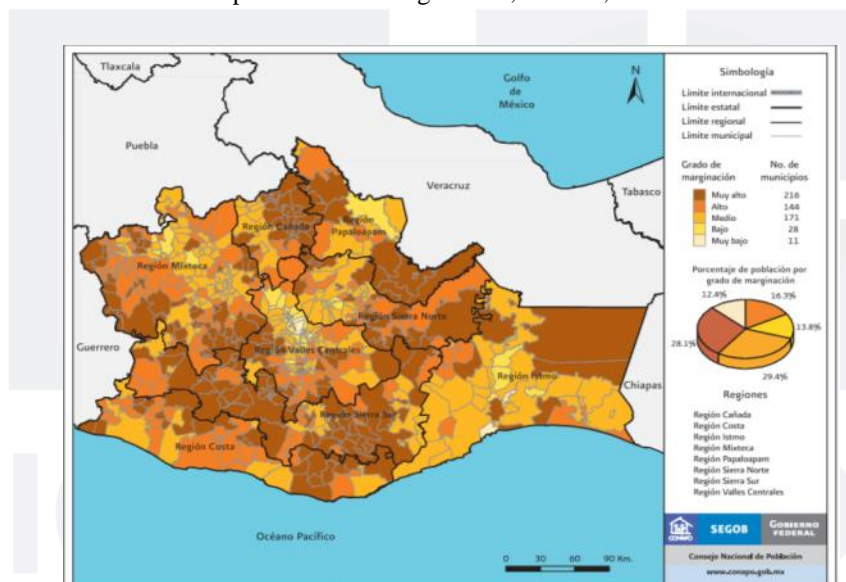 Tlaxcala
Puebla
Golfo
de
México
N
Veracruz
Tabasco
Región Cañada
Región
Papaloapam
Región Mixteca
Región Sierra Norte
Región Valles Centrales
Guerrero
Región Istmo
Chiapas
Región Sierra Sur
Región Costa
Océano Pacífico
0 30 60 90 Km.
Simbología
Límite internacional
Límite estatal
Límite regional
Límite municipal
Grado de marginación
No. de municipios
Muy alto 216
Alto 144
Medio 171
Bajo 28
Muy bajo 11
Porcentaje de población por
grado de marginación
12.4% 16.3%
13.8%
28.1%
29.4%
Regiones
Región Cañada
Región Costa
Región Istmo
Región Mixteca
Región Papaloapam
Región Sierra Norte
Región Sierra Sur
Región Valles Centrales
CONAPO
SEGOB
GOBIERNO
FEDERAL
Consejo Nacional de Población
www.conapo.gob.mx